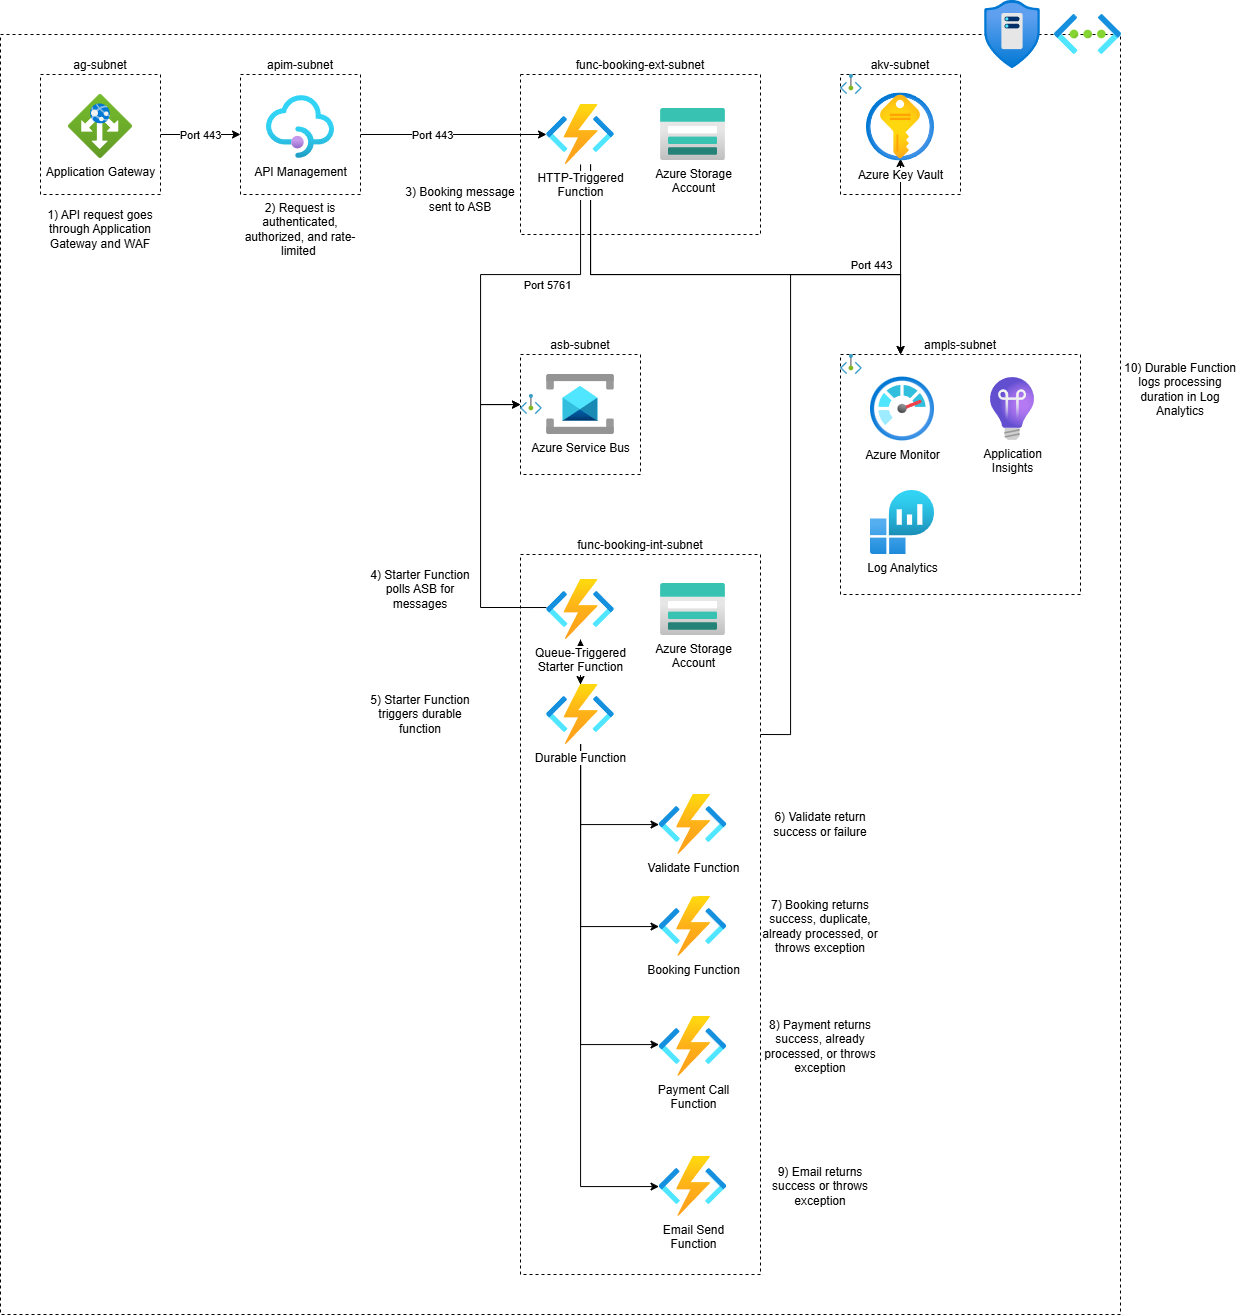 ag-subnet
apim-subnet
func-booking-ext-subnet
akv-subnet
Port 443
Port 443
Application Gateway
API Management
HTTP-Triggered
Function
Azure Storage
Account
Azure Key Vault
1) API request goes
through Application
Gateway and WAF
2) Request is
authenticated,
authorized, and rate-
limited
3) Booking message
sent to ASB
Port 443
Port 5761
asb-subnet
ampls-subnet
Azure Service Bus
Azure Monitor
Application
Insights
Log Analytics
10) Durable Function
logs processing
duration in Log
Analytics
func-booking-int-subnet
4) Starter Function
polls ASB for
messages
Queue-Triggered
Starter Function
Azure Storage
Account
5) Starter Function
triggers durable
function
Durable Function
Validate Function
6) Validate return
success or failure
Booking Function
7) Booking returns
success, duplicate,
already processed, or
throws exception
Payment Call
Function
8) Payment returns
success, already
processed, or throws
exception
Email Send
Function
9) Email returns
success or throws
exception